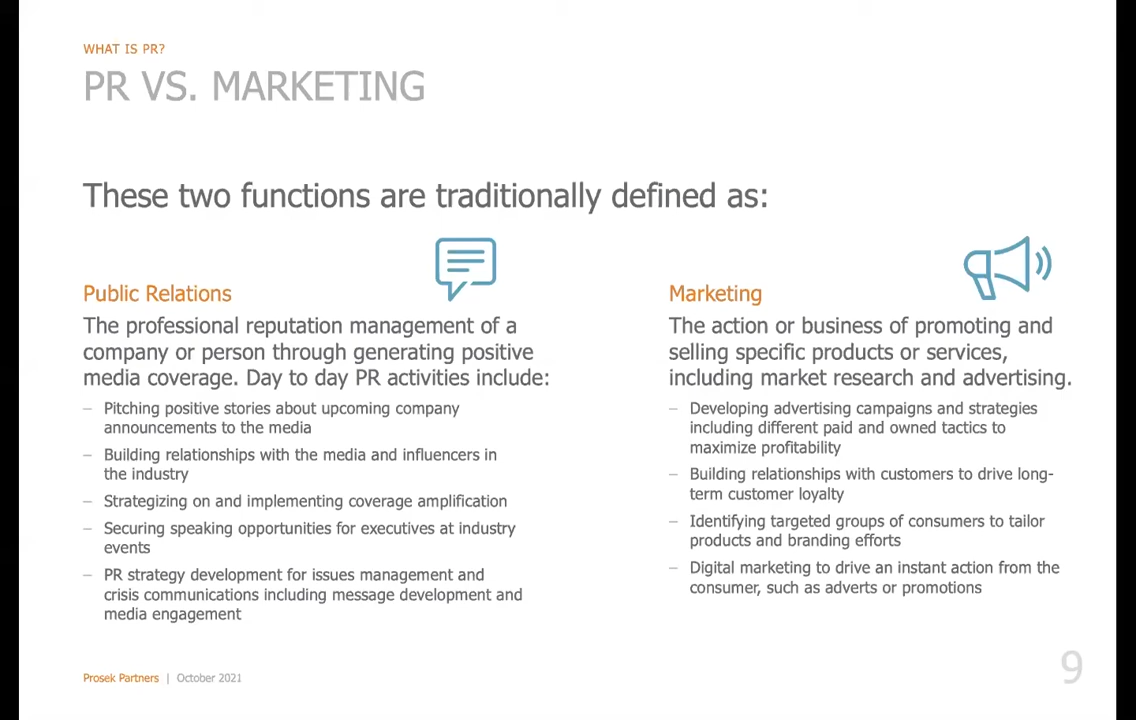 WHAT IS PR?
PR VS. MARKETING
These two functions are traditionally defined as:
Public Relations
The professional reputation management of a
company or person through generating positive
media coverage. Day to day PR activities include:
– Pitching positive stories about upcoming company
announcements to the media
– Building relationships with the media and influencers in
the industry
– Strategizing on and implementing coverage amplification
– Securing speaking opportunities for executives at industry
events
– PR strategy development for issues management and
crisis communications including message development and
media engagement
Marketing
The action or business of promoting and
selling specific products or services,
including market research and advertising.
– Developing advertising campaigns and strategies
including different paid and owned tactics to
maximize profitability
– Building relationships with customers to drive long-
term customer loyalty
– Identifying targeted groups of consumers to tailor
products and branding efforts
– Digital marketing to drive an instant action from the
consumer, such as adverts or promotions
Prosek Partners | October 2021
9